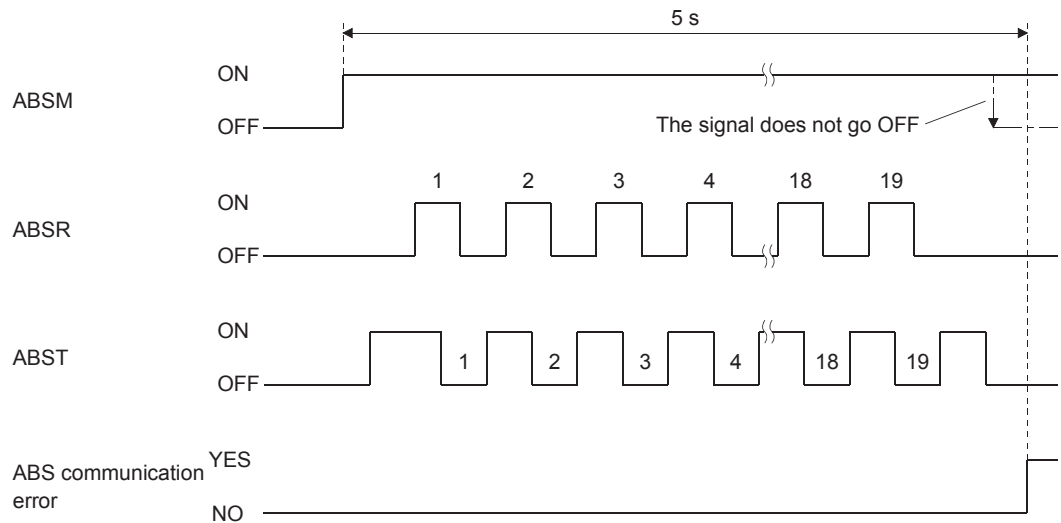 5 s
ABSM
ON
OFF
The signal does not go OFF
ABSR
ON
OFF
1 2 3 4 18 19
ABST
ON
OFF
1 2 3 4 18 19
ABS communication
error
YES
NO